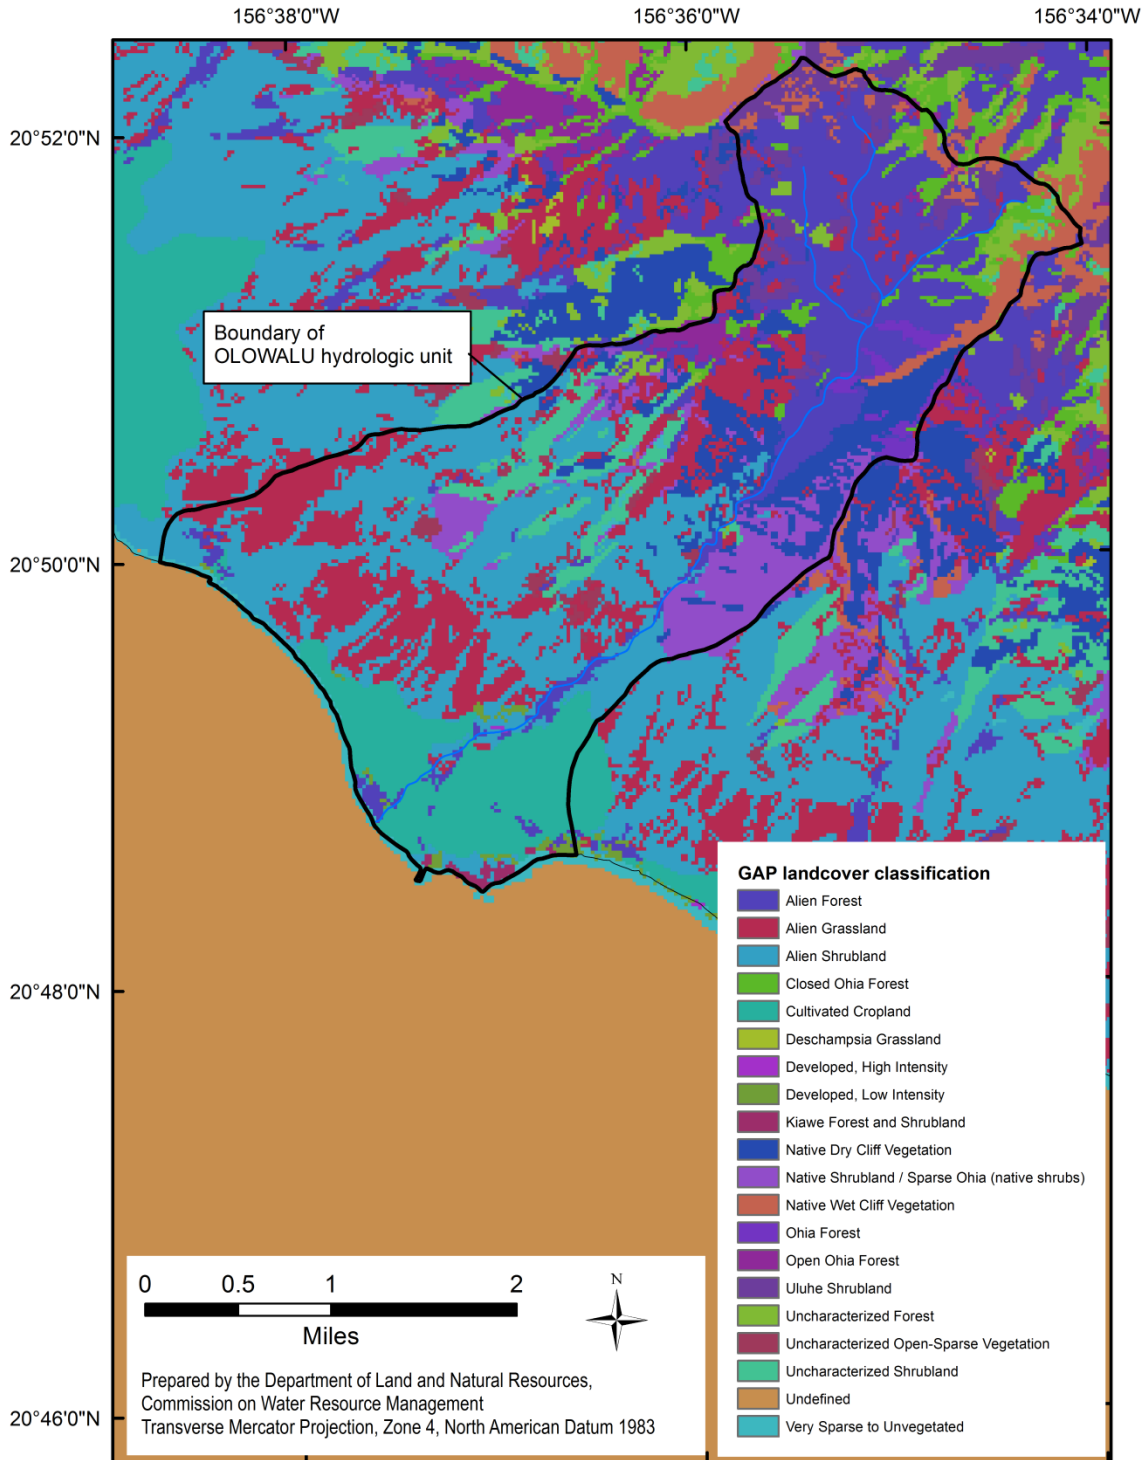 156°38'0"W
156°36'0"W
156°34'0"W
20°52'0"N
Boundary of
OLOWALU hydrologic unit
20°50'0"N
20°48'0"N
GAP landcover classification
Alien Forest
Alien Grassland
Alien Shrubland
Closed Ohia Forest
Cultivated Cropland
Deschampsia Grassland
Developed, High Intensity
Developed, Low Intensity
Kiawe Forest and Shrubland
Native Dry Cliff Vegetation
Native Shrubland / Sparse Ohia (native shrubs)
Native Wet Cliff Vegetation
Ohia Forest
Open Ohia Forest
Uluhe Shrubland
Uncharacterized Forest
Uncharacterized Open-Sparse Vegetation
Uncharacterized Shrubland
Undefined
Very Sparse to Unvegetated
0 0.5 1 2
Miles
N
Prepared by the Department of Land and Natural Resources,
Commission on Water Resource Management
Transverse Mercator Projection, Zone 4, North American Datum 1983
20°46'0"N